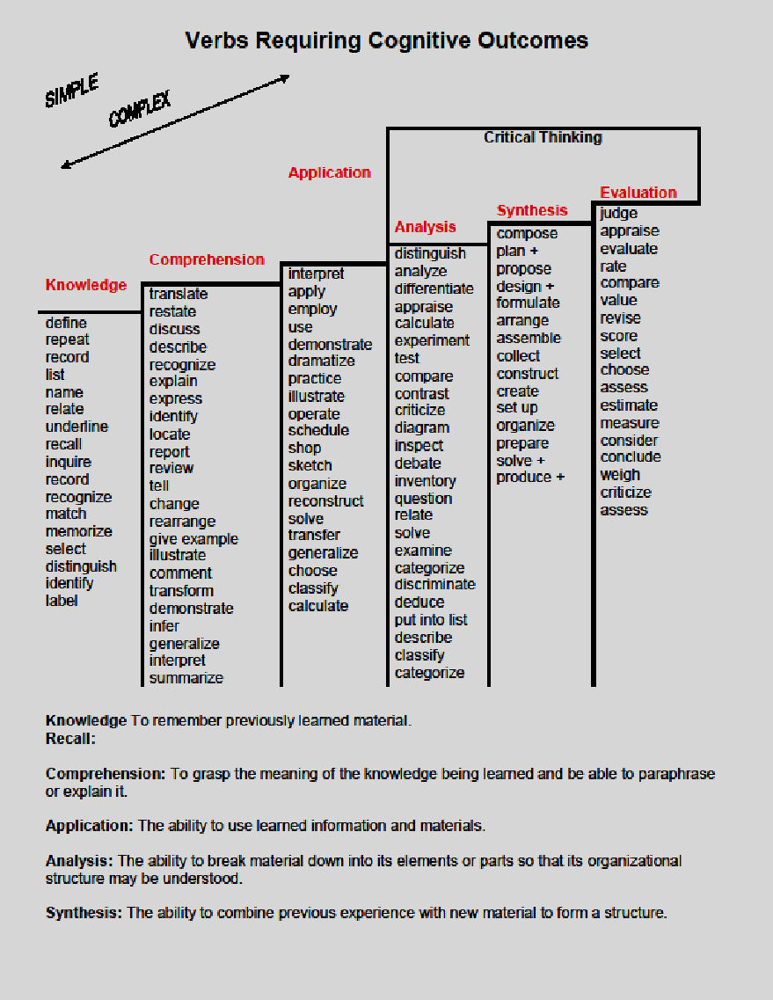 Verbs Requiring Cognitive Outcomes
SIMPLE
COMPLEX
Critical Thinking
Knowledge
define
repeat
record
list
name
relate
underline
recall
inquire
record
recognize
match
memorize
select
distinguish
identify
label
Comprehension
translate
restate
discuss
describe
recognize
explain
express
identify
locate
report
review
tell
change
rearrange
give example
illustrate
comment
transform
demonstrate
infer
generalize
interpret
summarize
Application
interpret
apply
employ
use
demonstrate
dramatize
practice
illustrate
operate
schedule
shop
sketch
organize
reconstruct
solve
transfer
generalize
choose
classify
calculate
Analysis
distinguish
analyze
differentiate
appraise
calculate
experiment
test
compare
contrast
criticize
diagram
inspect
debate
inventory
question
relate
solve
examine
categorize
discriminate
deduce
put into list
describe
classify
categorize
Synthesis
compose
plan +
propose
design +
formulate
arrange
assemble
collect
construct
create
set up
organize
prepare
solve +
produce +
Evaluation
judge
appraise
evaluate
rate
compare
value
revise
score
select
choose
assess
estimate
measure
consider
conclude
weigh
criticize
assess
Knowledge To remember previously learned material.
Recall:
Comprehension: To grasp the meaning of the knowledge being learned and be able to paraphrase
or explain it.
Application: The ability to use learned information and materials.
Analysis: The ability to break material down into its elements or parts so that its organizational
structure may be understood.
Synthesis: The ability to combine previous experience with new material to form a structure.